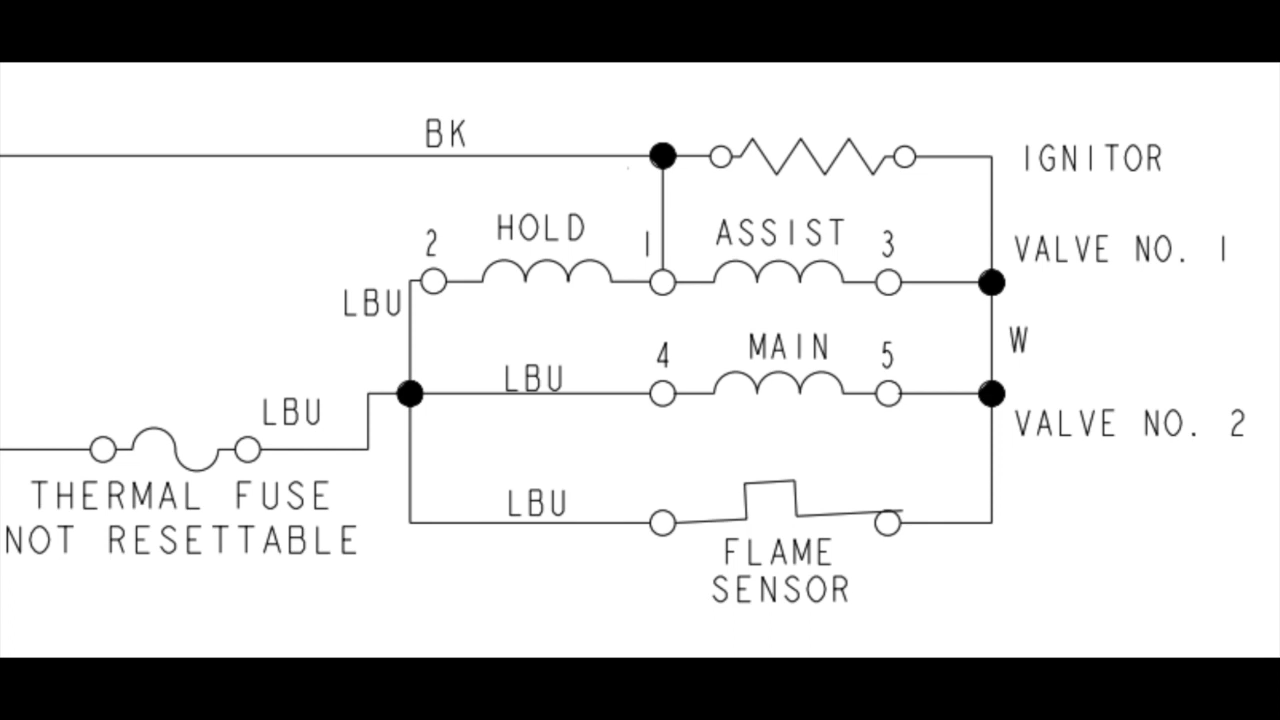 BK
IGNITOR
HOLD
ASSIST
2
1
3
VALVE NO. 1
LBU
W
MAIN
4
5
LBU
LBU
VALVE NO. 2
THERMAL FUSE
NOT RESETTABLE
LBU
FLAME
SENSOR